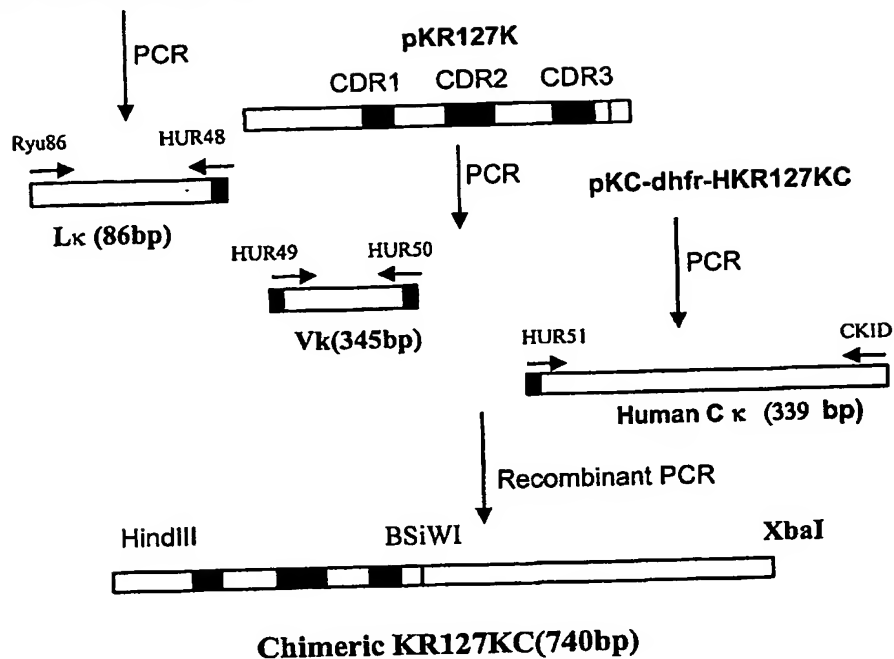 PCR
pKR127K
CDR1 CDR2 CDR3
Ryu86 HUR48
PCR
pKC-dhfr-HKR127KC
Lκ (86bp)
HUR49 HUR50
PCR
Vk(345bp)
HUR51 CKID
Human C κ (339 bp)
Recombinant PCR
HindIII BSiWI XbaI
Chimeric KR127KC(740bp)